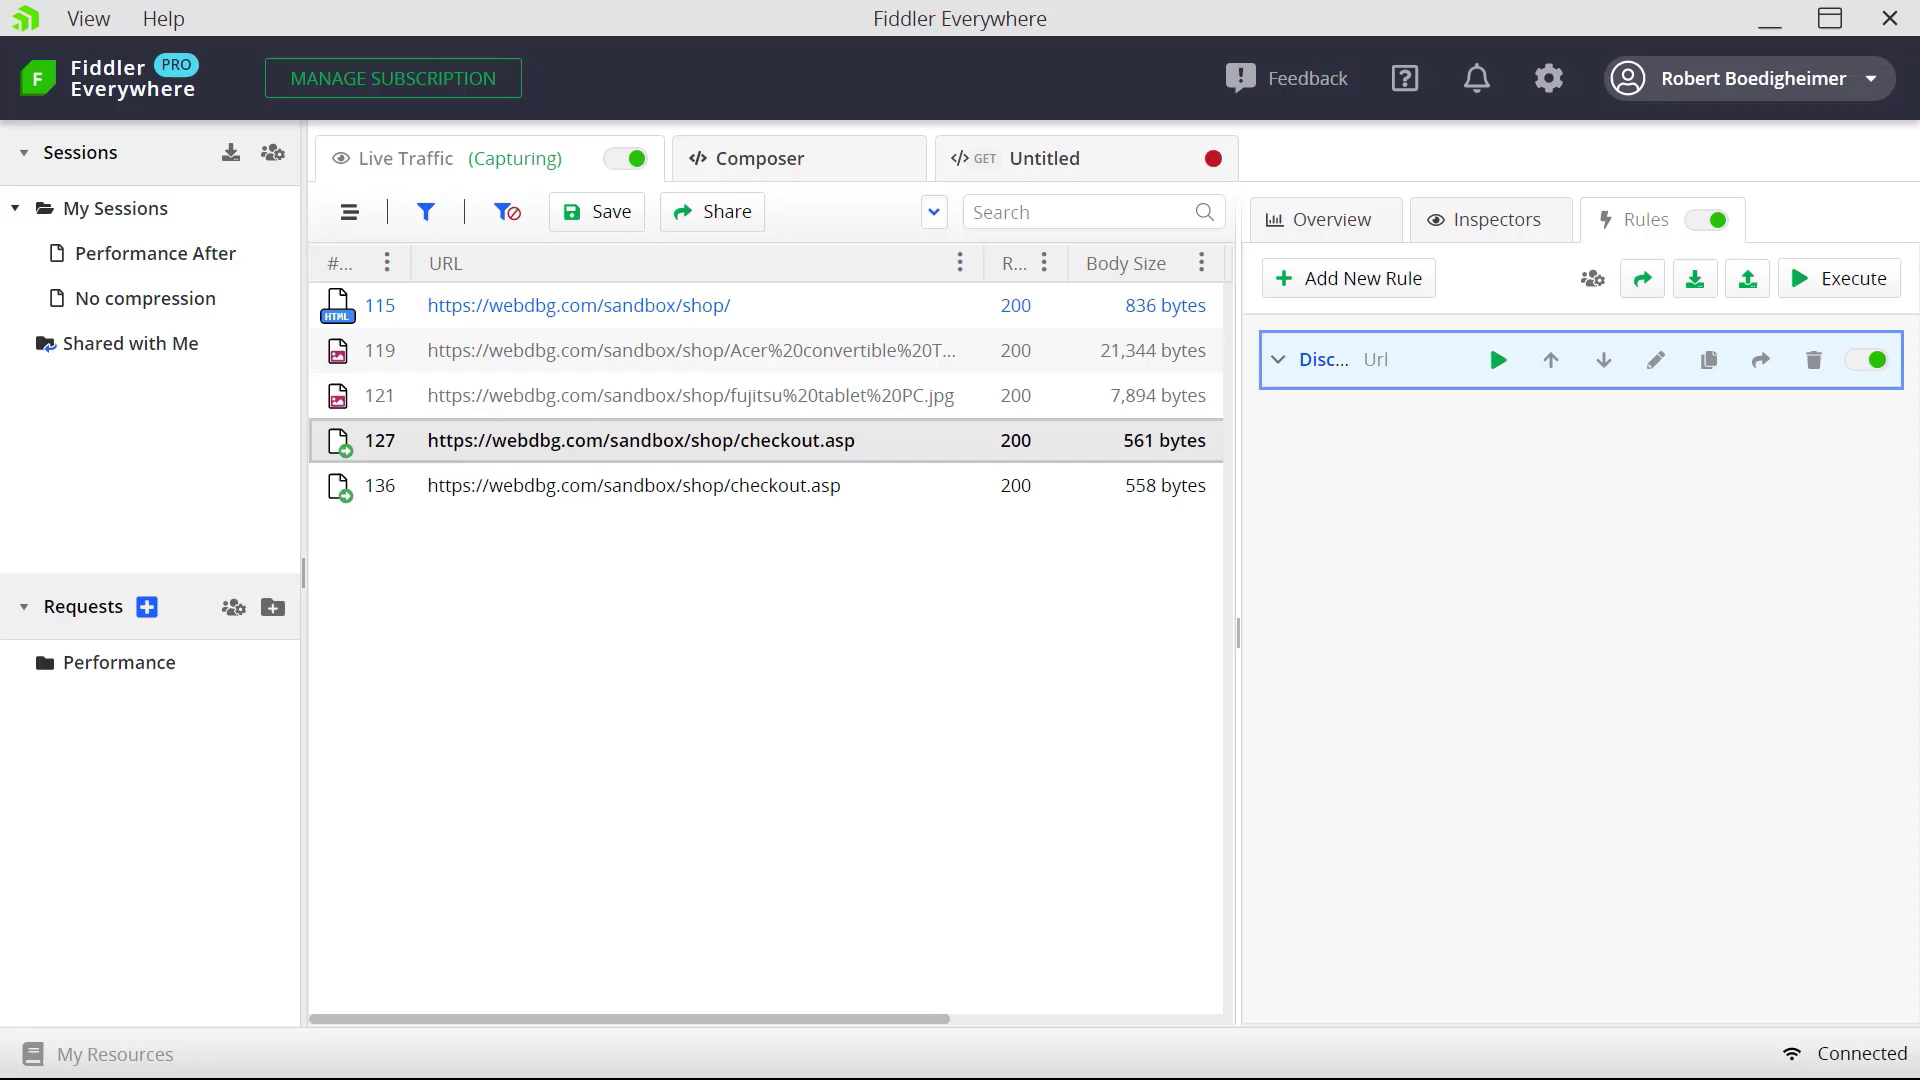 View
Help
Fiddler Everywhere
F
Fiddler PRO
Everywhere
MANAGE SUBSCRIPTION
Feedback
Robert Boedigheimer
Sessions
My Sessions
Performance After
No compression
Shared with Me
Requests
Performance
Live Traffic (Capturing)
Composer
GET Untitled
Save
Share
Search
#...
URL
R...
Body Size
HTML 115 https://webdbg.com/sandbox/shop/ 200 836 bytes
119 https://webdbg.com/sandbox/shop/Acer%20convertible%20T... 200 21,344 bytes
121 https://webdbg.com/sandbox/shop/fujitsu%20tablet%20PC.jpg 200 7,894 bytes
127 https://webdbg.com/sandbox/shop/checkout.asp 200 561 bytes
136 https://webdbg.com/sandbox/shop/checkout.asp 200 558 bytes
Overview
Inspectors
Rules
Add New Rule
Execute
Disc... Url
My Resources
Connected